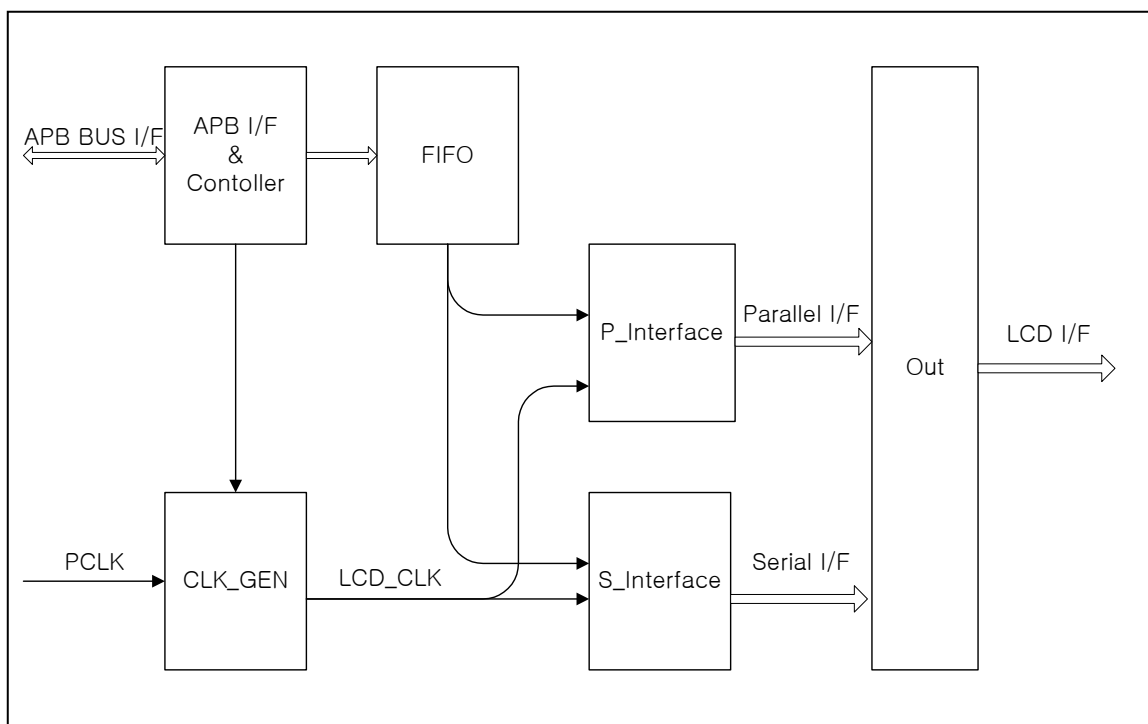 APB BUS I/F
APB I/F
&
Contoller
FIFO
P_Interface
Parallel I/F
Out
LCD I/F
PCLK
CLK_GEN
LCD_CLK
S_Interface
Serial I/F